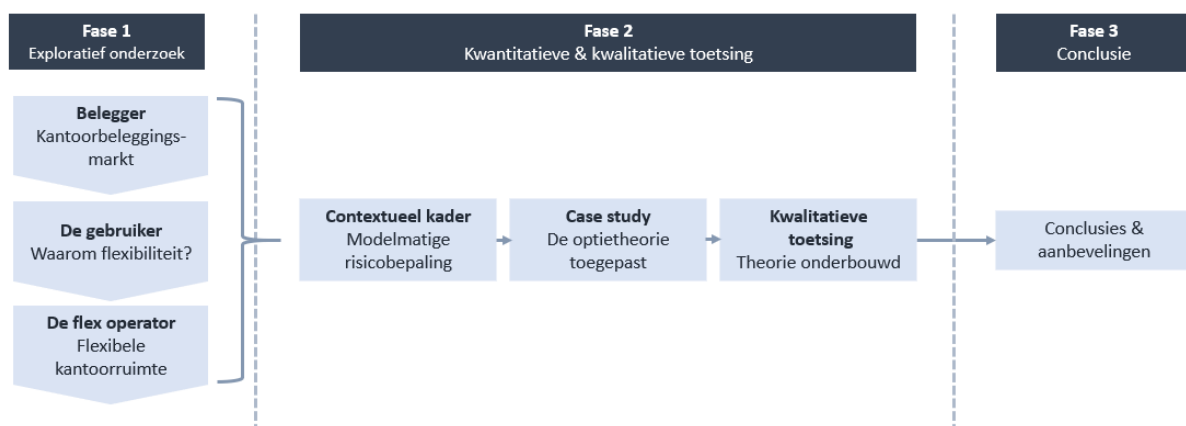 Fase 1
Exploratief onderzoek
Belegger
Kantoorbeleggings-
markt
De gebruiker
Waarom flexibiliteit?
De flex operator
Flexibele
kantoorruimte
Fase 2
Kwantitatieve & kwalitatieve toetsing
Contextueel kader
Modelmatige
risicobepaling
Case study
De optietheorie
toegepast
Kwalitatieve
toetsing
Theorie onderbouwd
Fase 3
Conclusie
Conclusies &
aanbevelingen